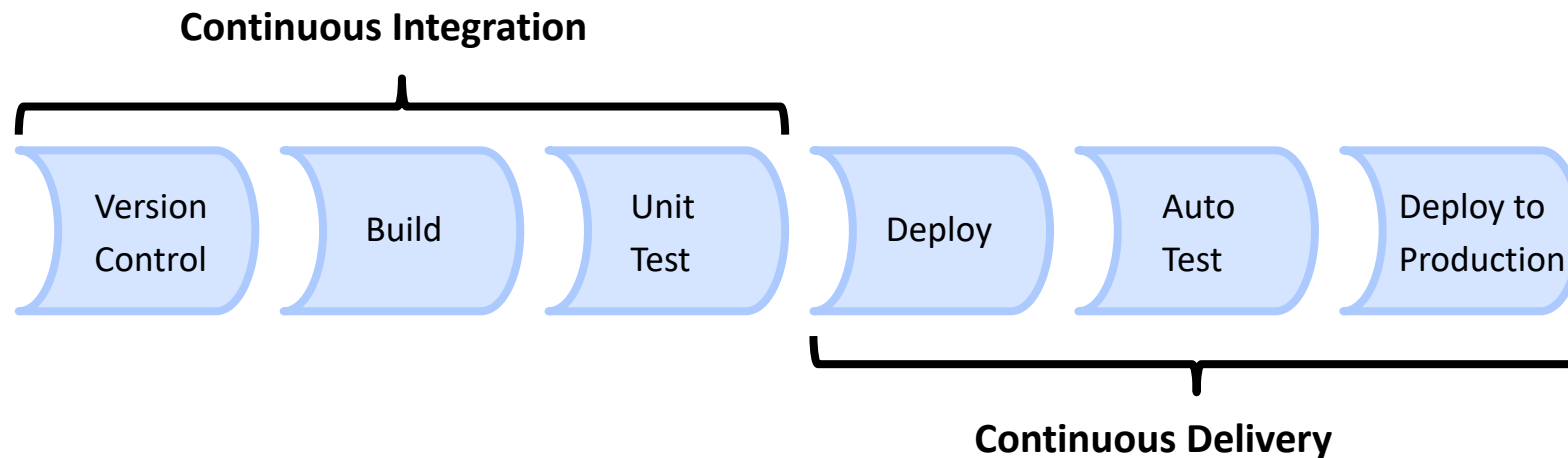 Continuous Integration
Version
Control
Build
Unit
Test
Deploy
Auto
Test
Deploy to
Production
Continuous Delivery